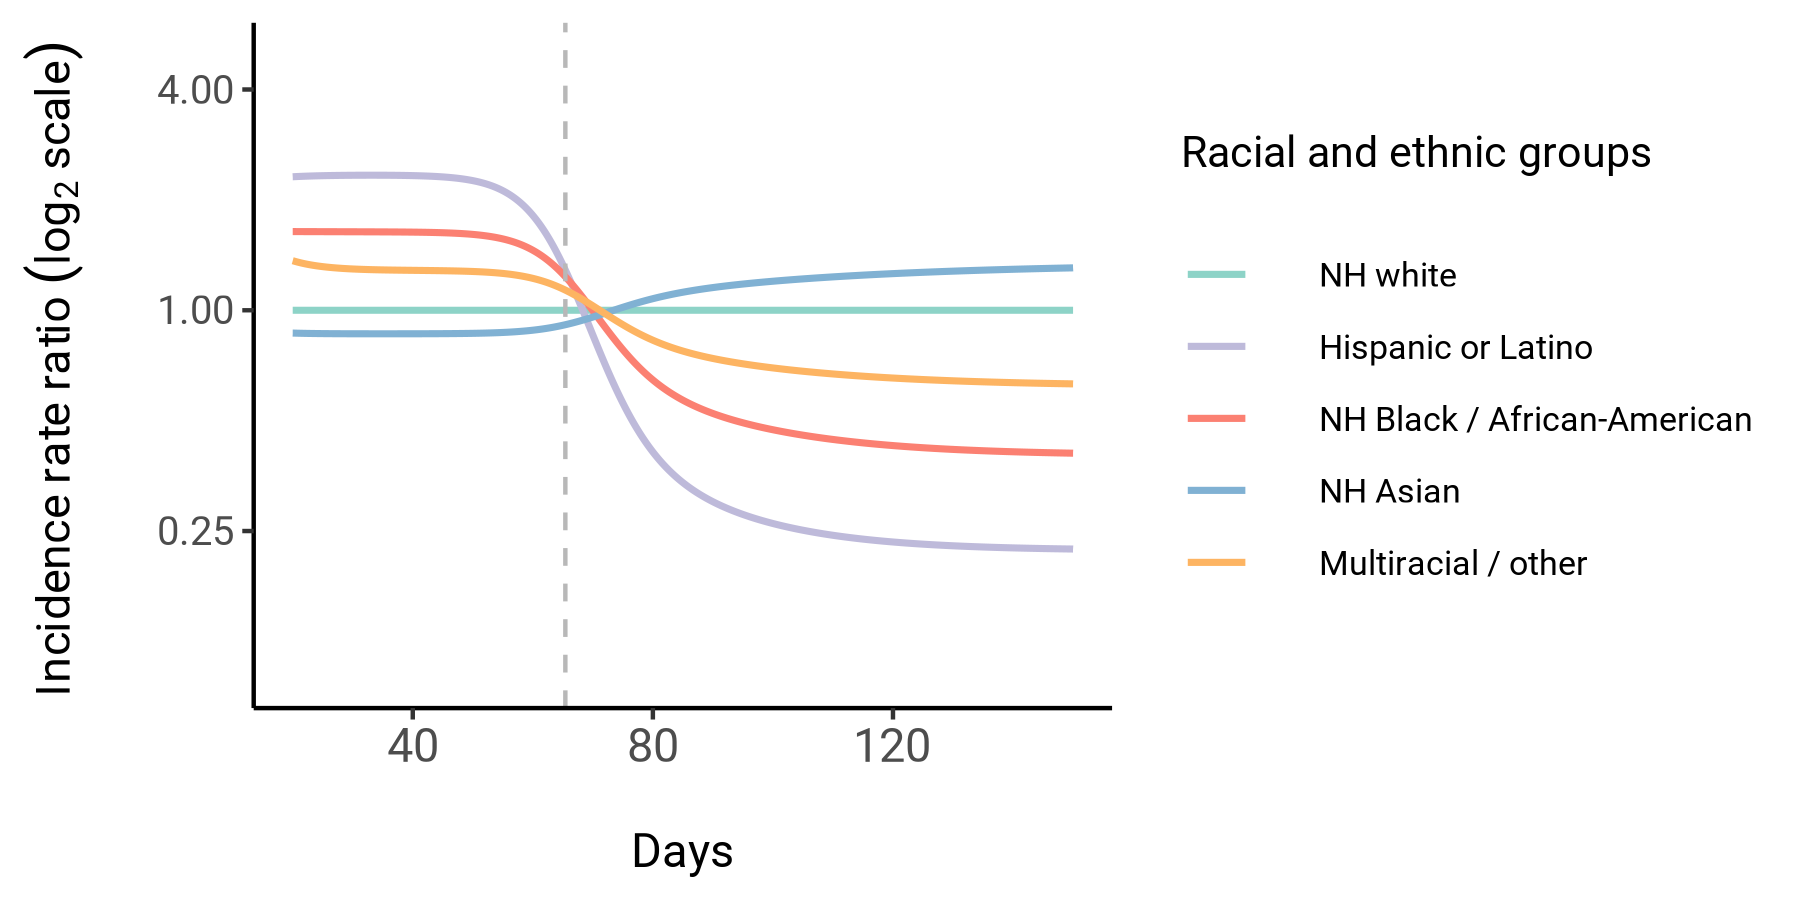 Incidence rate ratio (log₂ scale)
4.00
1.00
0.25
40 80 120
Days
Racial and ethnic groups
NH white
Hispanic or Latino
NH Black / African-American
NH Asian
Multiracial / other